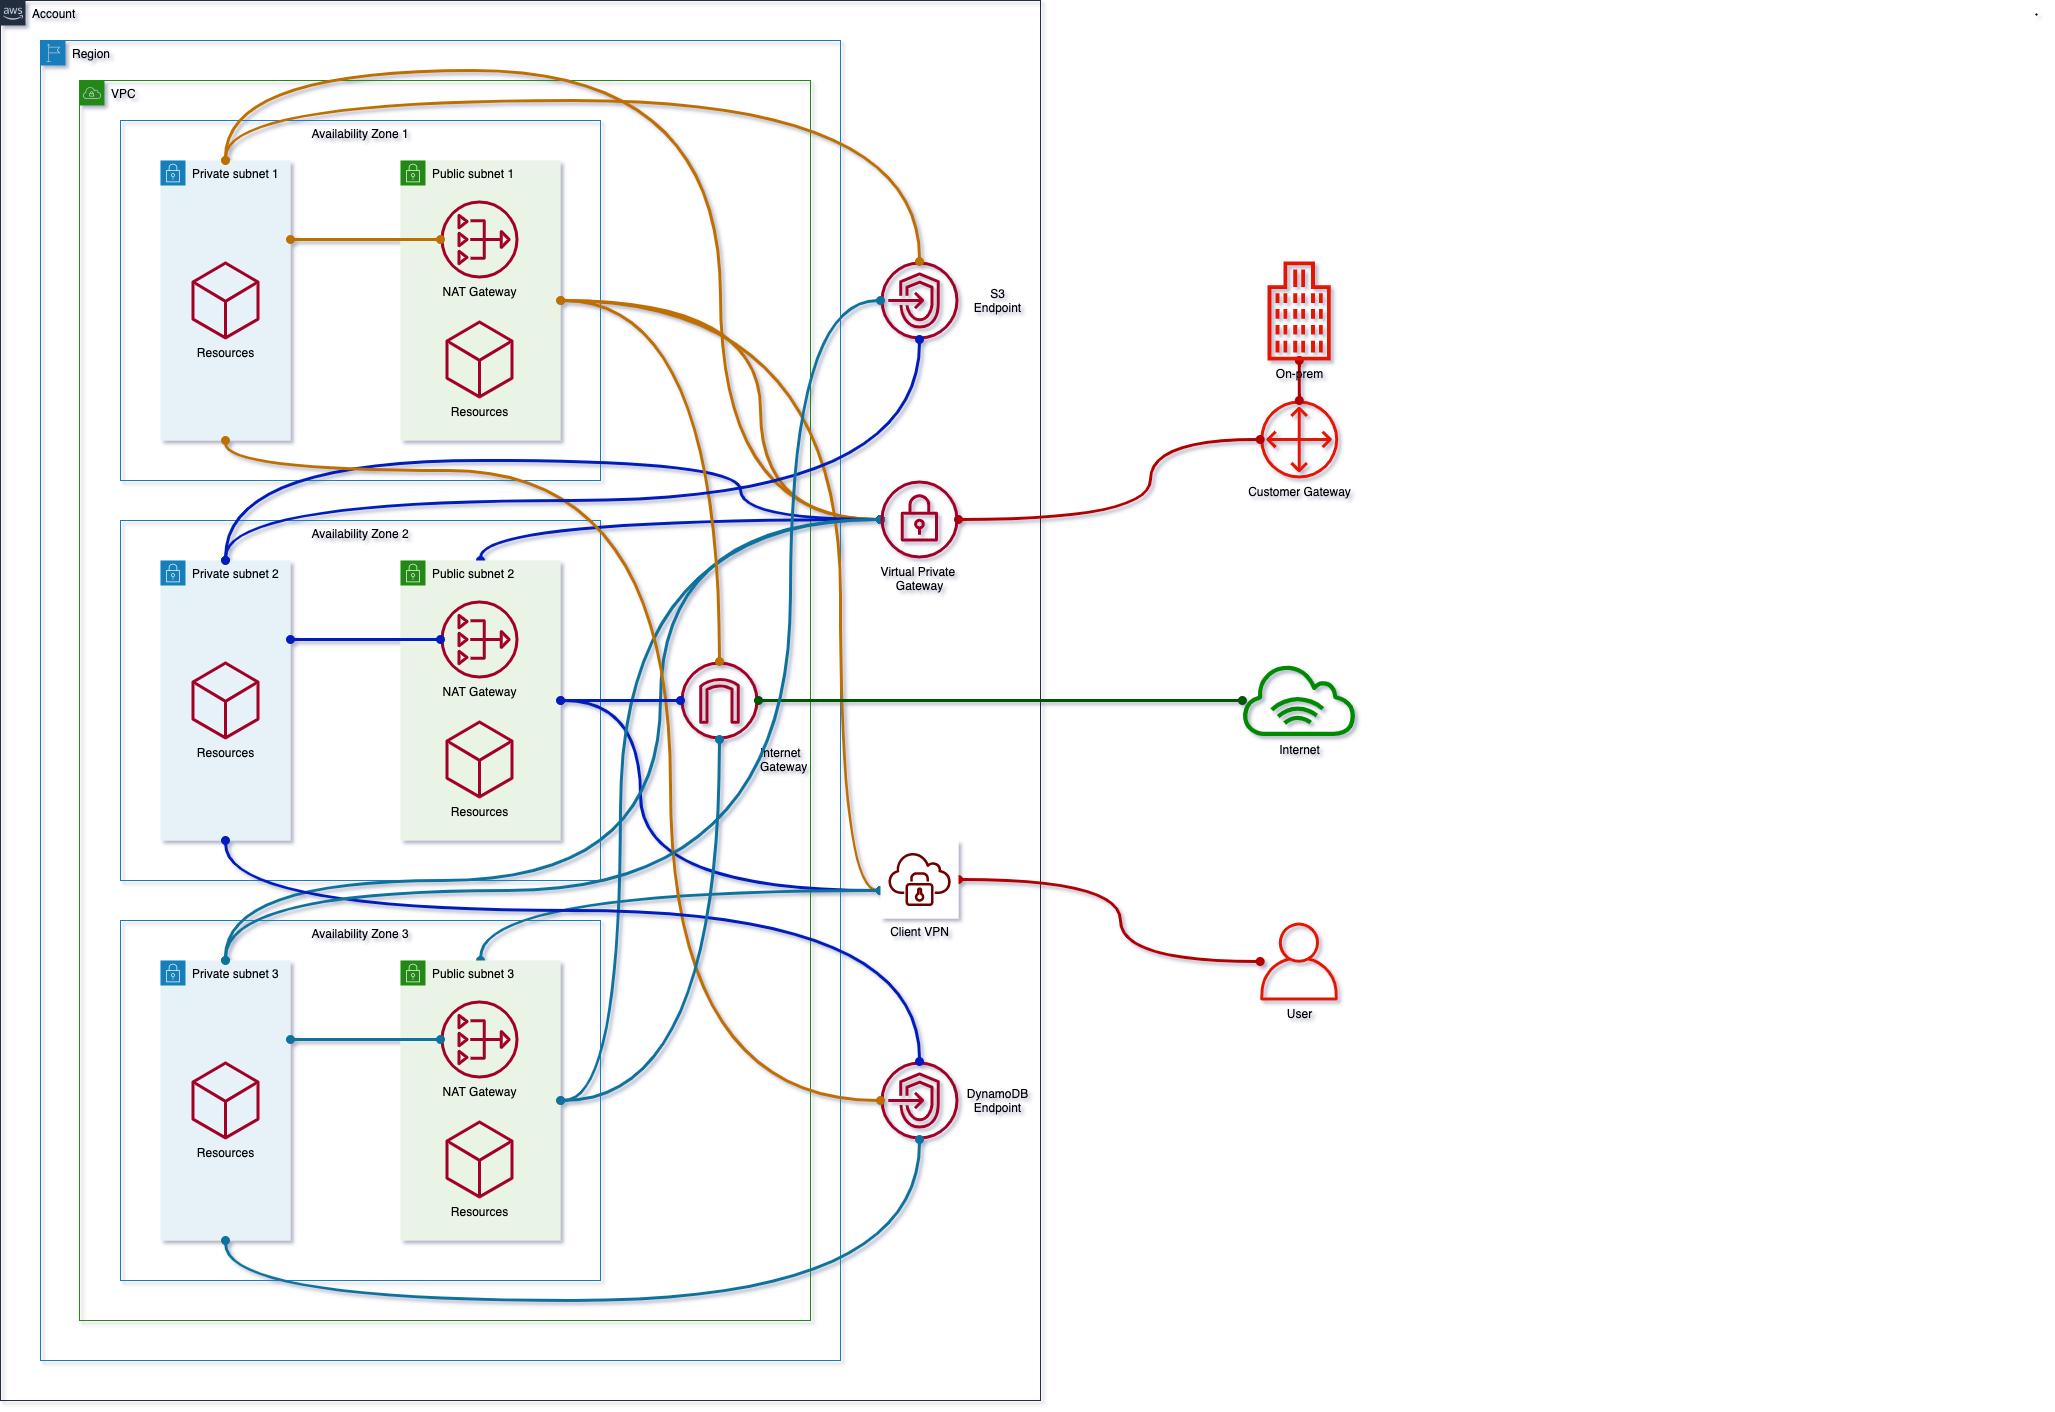 aws
Account
Region
VPC
Availability Zone 1
Private subnet 1
Public subnet 1
NAT Gateway
Resources
Resources
S3
Endpoint
On-prem
Customer Gateway
Availability Zone 2
Private subnet 2
Public subnet 2
Virtual Private
Gateway
NAT Gateway
Resources
Resources
Internet
Gateway
Internet
Client VPN
Availability Zone 3
Private subnet 3
Public subnet 3
User
NAT Gateway
DynamoDB
Endpoint
Resources
Resources